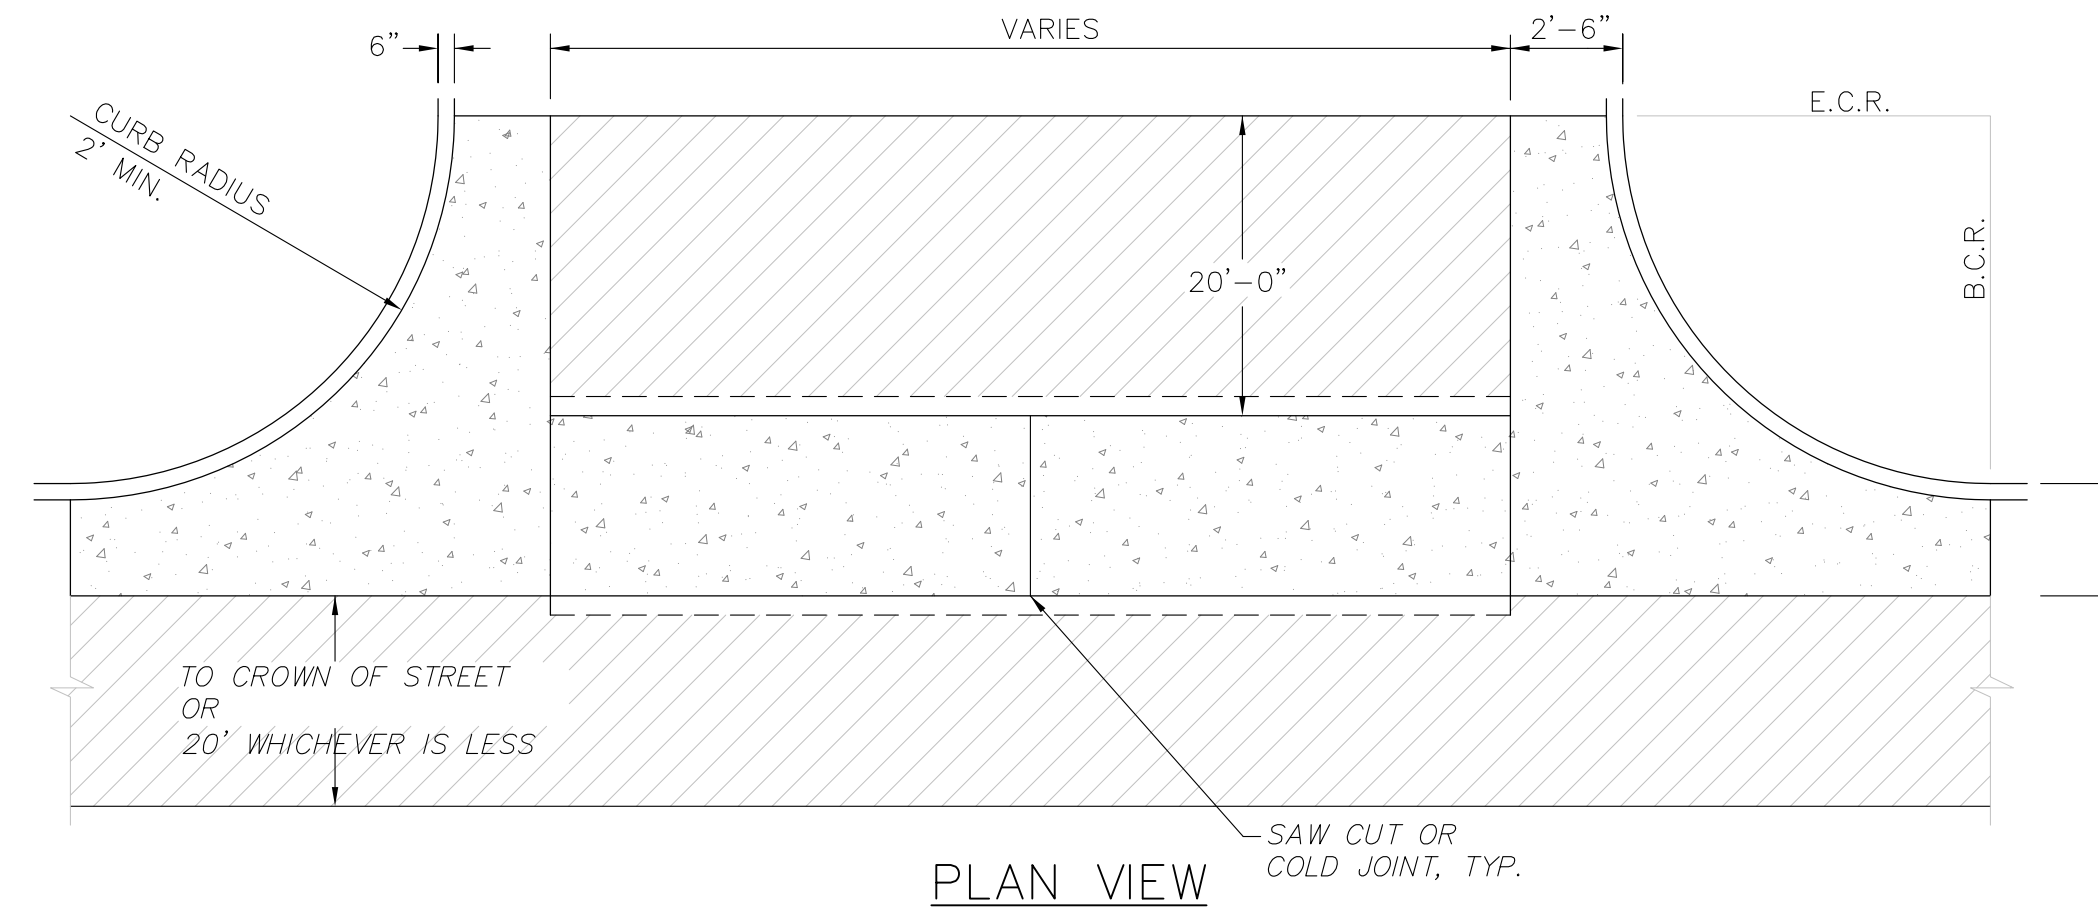 6”
VARIES
2’-6”
E.C.R.
CURB RADIUS
2’ MIN.
B.C.R.
20’-0”
TO CROWN OF STREET
OR
20’ WHICHEVER IS LESS
SAW CUT OR
COLD JOINT, TYP.
PLAN VIEW